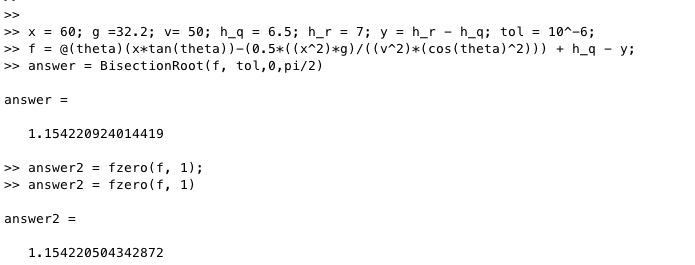 >>
>> x = 60; g =32.2; v= 50; h_q = 6.5; h_r = 7; y = h_r - h_q; tol = 10^-6;
>> f = @(theta)(x*tan(theta))-(0.5*((x^2)*g)/((v^2)*(cos(theta)^2))) + h_q - y;
>> answer = BisectionRoot(f, tol,0,pi/2)
answer =
1.154220924014419
>> answer2 = fzero(f, 1);
>> answer2 = fzero(f, 1)
answer2 =
1.154220504342872